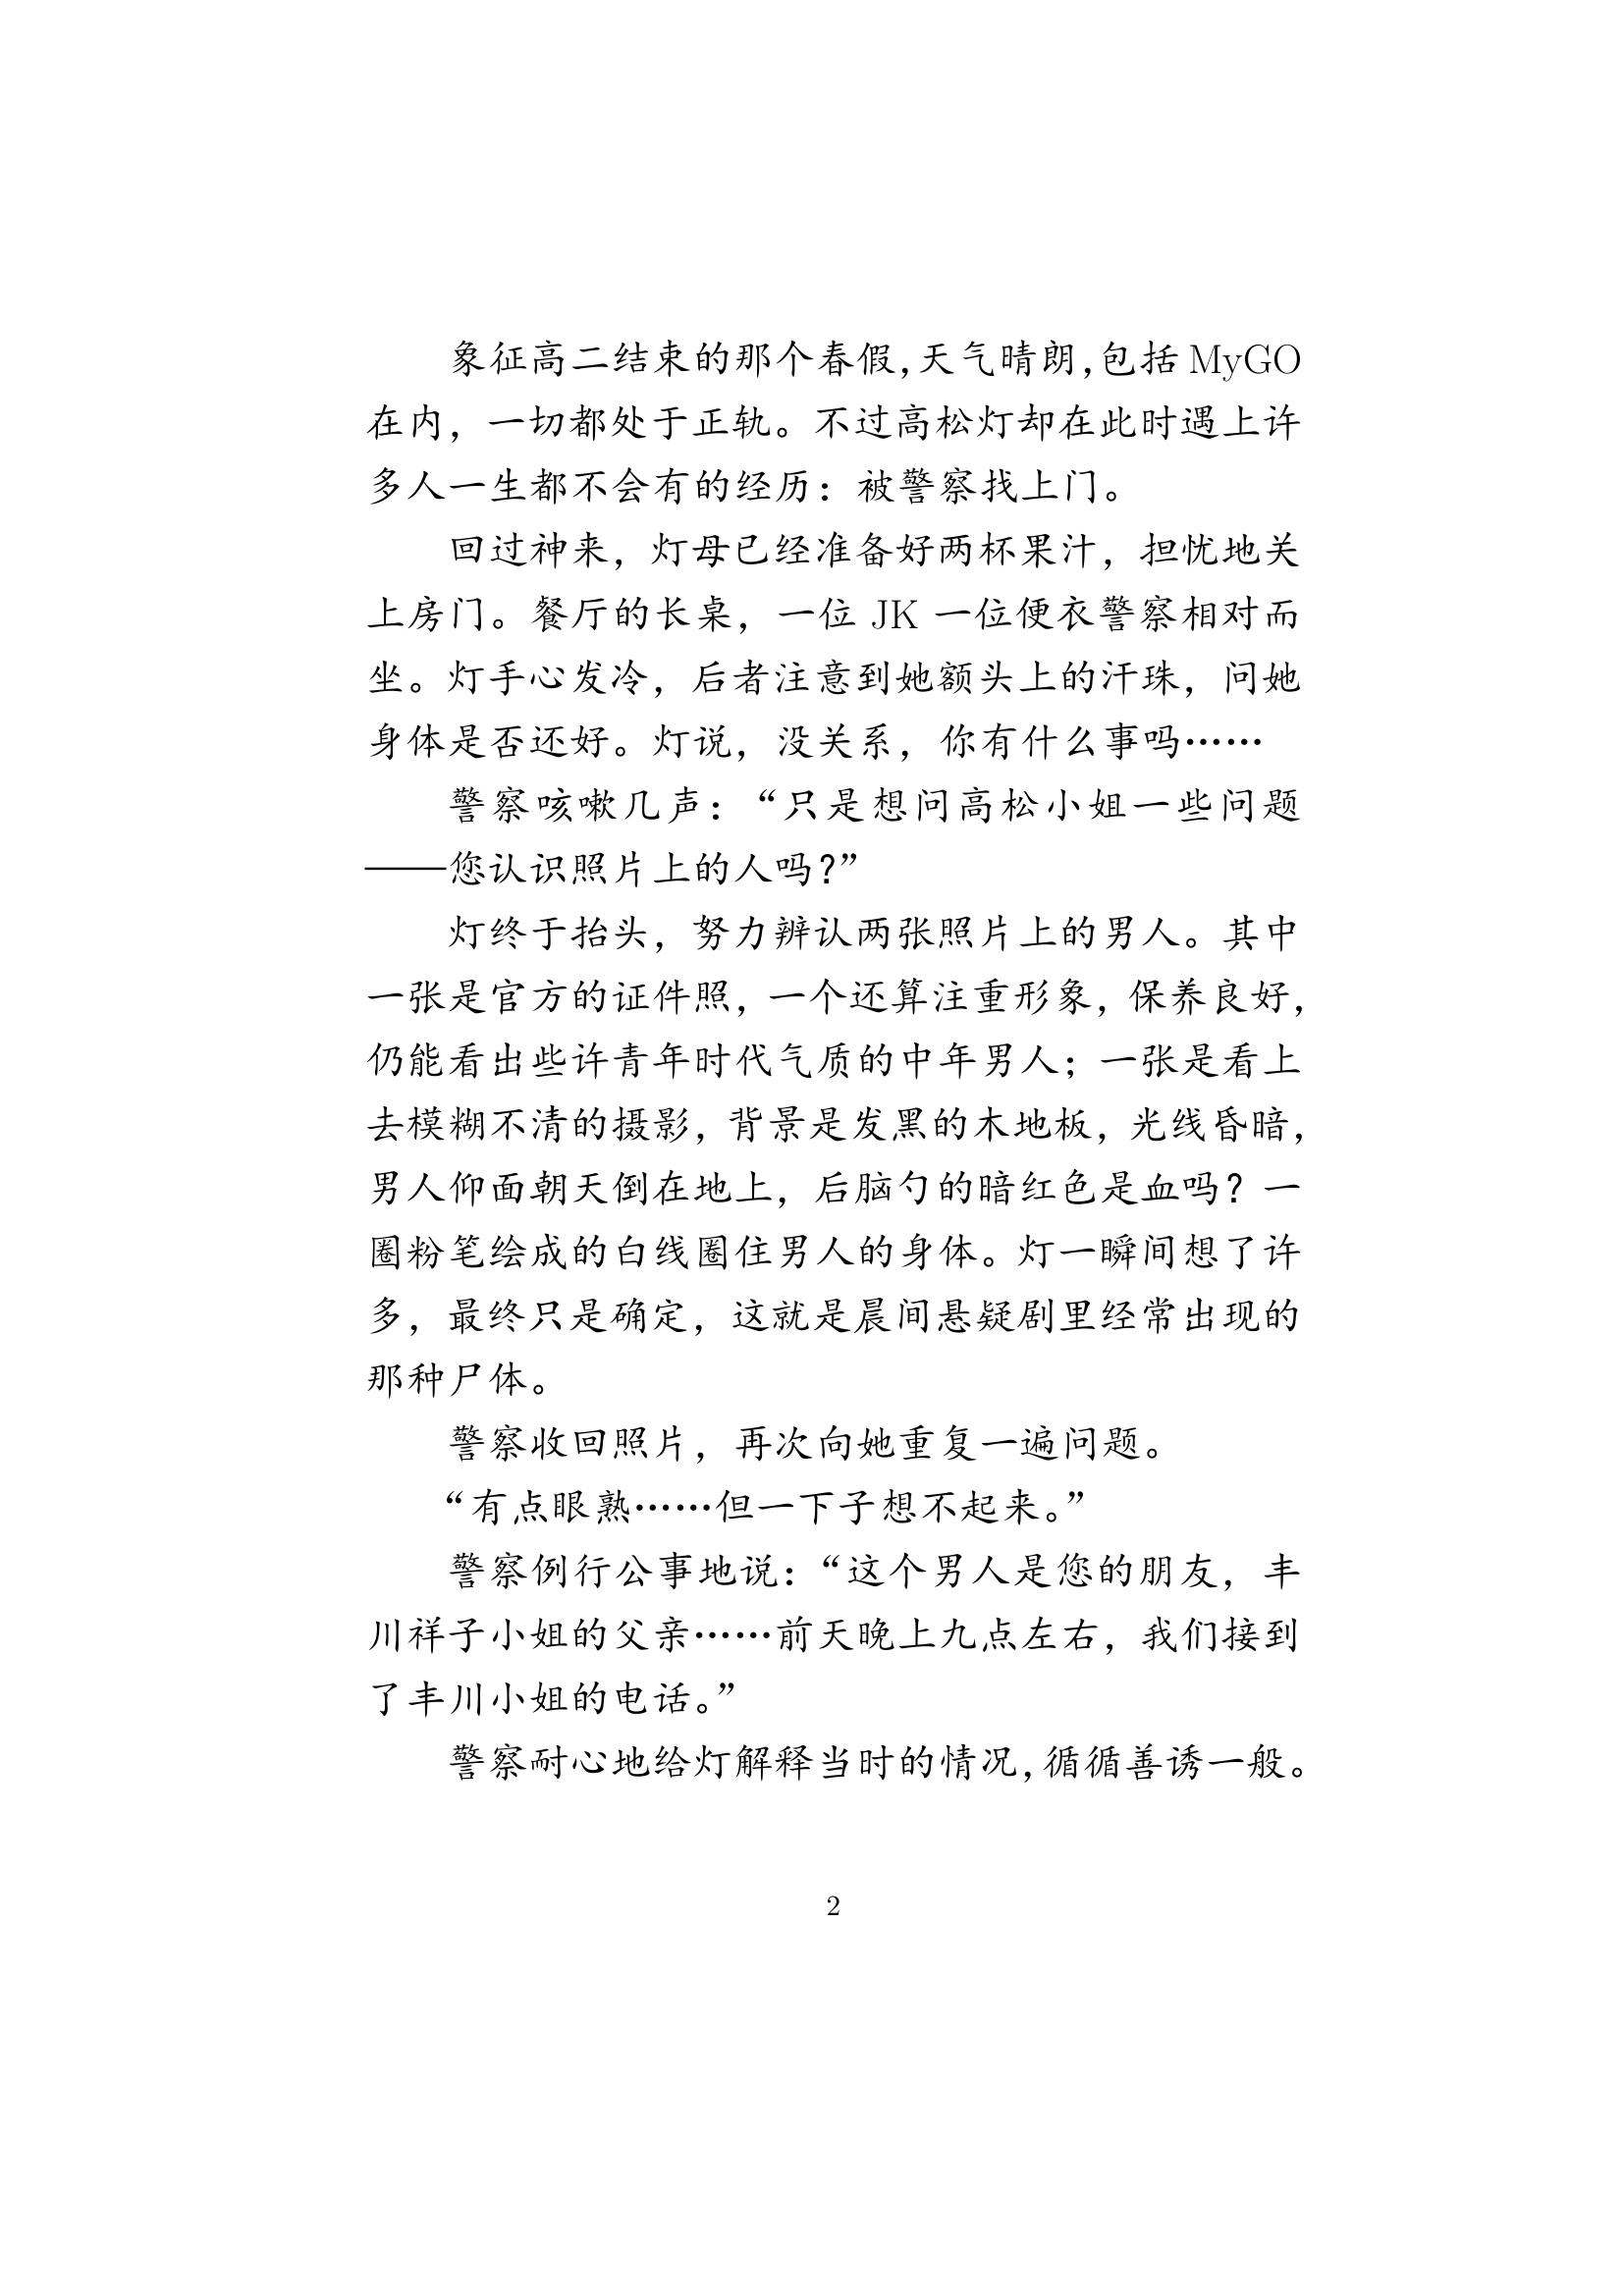 象征高二结束的那个春假，天气晴朗，包括 MyGO
在内，一切都处于正轨。不过高松灯却在此时遇上许
多人一生都不会有的经历：被警察找上门。
回过神来，灯母已经准备好两杯果汁，担忧地关
上房门。餐厅的长桌，一位 JK 一位便衣警察相对而
坐。灯手心发冷，后者注意到她额头上的汗珠，问她
身体是否还好。灯说，没关系，你有什么事吗……
警察咳嗽几声：“只是想问高松小姐一些问题
——您认识照片上的人吗？”
灯终于抬头，努力辨认两张照片上的男人。其中
一张是官方的证件照，一个还算注重形象，保养良好，
仍能看出些许青年时代气质的中年男人；一张是看上
去模糊不清的摄影，背景是发黑的木地板，光线昏暗，
男人仰面朝天倒在地上，后脑勺的暗红色是血吗？一
圈粉笔绘成的白线圈住男人的身体。灯一瞬间想了许
多，最终只是确定，这就是晨间悬疑剧里经常出现的
那种尸体。
警察收回照片，再次向她重复一遍问题。
“有点眼熟……但一下子想不起来。”
警察例行公事地说：“这个男人是您的朋友，丰
川祥子小姐的父亲……前天晚上九点左右，我们接到
了丰川小姐的电话。”
警察耐心地给灯解释当时的情况，循循善诱一般。
2